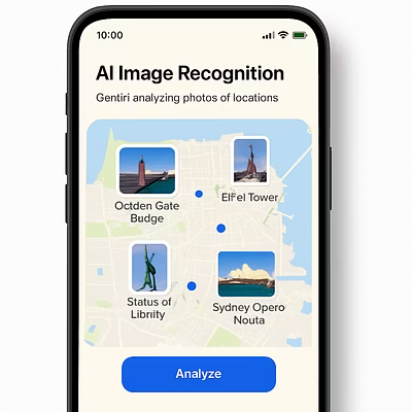 10:00
AI Image Recognition
Gentiri analyzing photos of locations
Octden Gate
Budge
Elfel Tower
Status of
Librity
Sydney Opero
Nouta
Analyze